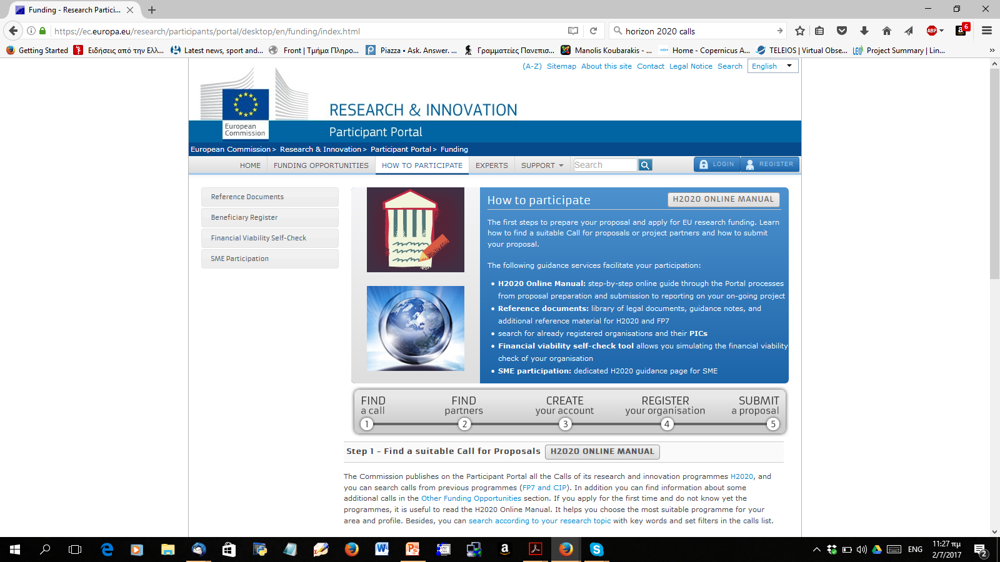 Funding - Research Partici...
https://ec.europa.eu/research/participants/portal/desktop/en/funding/index.html
horizon 2020 calls
ABP
6
Getting Started
Ειδήσεις από την Ελλ...
Latest news, sport and...
Front | Τμήμα Πληρο...
Piazza • Ask. Answer. ...
Γραμματείες Πανεπισ...
Manolis Koubarakis - ...
Home - Copernicus A...
TELEIOS | Virtual Obse...
Project Summary | Lin...
(A-Z) Sitemap About this site Contact Legal Notice Search English
European
Commission
RESEARCH & INNOVATION
Participant Portal
European Commission > Research & Innovation > Participant Portal > Funding
HOME FUNDING OPPORTUNITIES HOW TO PARTICIPATE EXPERTS SUPPORT Search LOGIN REGISTER
Reference Documents
Beneficiary Register
Financial Viability Self-Check
SME Participation
How to participate
H2020 ONLINE MANUAL
The first steps to prepare your proposal and apply for EU research funding. Learn
how to find a suitable Call for proposals or project partners and how to submit
your proposal.
The following guidance services facilitate your participation:
• H2020 Online Manual: step-by-step online guide through the Portal processes
from proposal preparation and submission to reporting on your on-going project
• Reference documents: library of legal documents, guidance notes, and
additional reference material for H2020 and FP7
• search for already registered organisations and their PICs
• Financial viability self-check tool allows you simulating the financial viability
check of your organisation
• SME participation: dedicated H2020 guidance page for SME
FIND
a call
1
FIND
partners
2
CREATE
your account
3
REGISTER
your organisation
4
SUBMIT
a proposal
5
Step 1 - Find a suitable Call for Proposals H2020 ONLINE MANUAL
The Commission publishes on the Participant Portal all the Calls of its research and innovation programmes H2020, and
you can search calls from previous programmes (FP7 and CIP). In addition you can find information about some
additional calls in the Other Funding Opportunities section. If you apply for the first time and do not know yet the
programmes, it is useful to read the H2020 Online Manual. It helps you choose the most suitable programme for your
area and profile. Besides, you can search according to your research topic with key words and set filters in the calls list.
ENG
11:27 πμ
2/7/2017
2